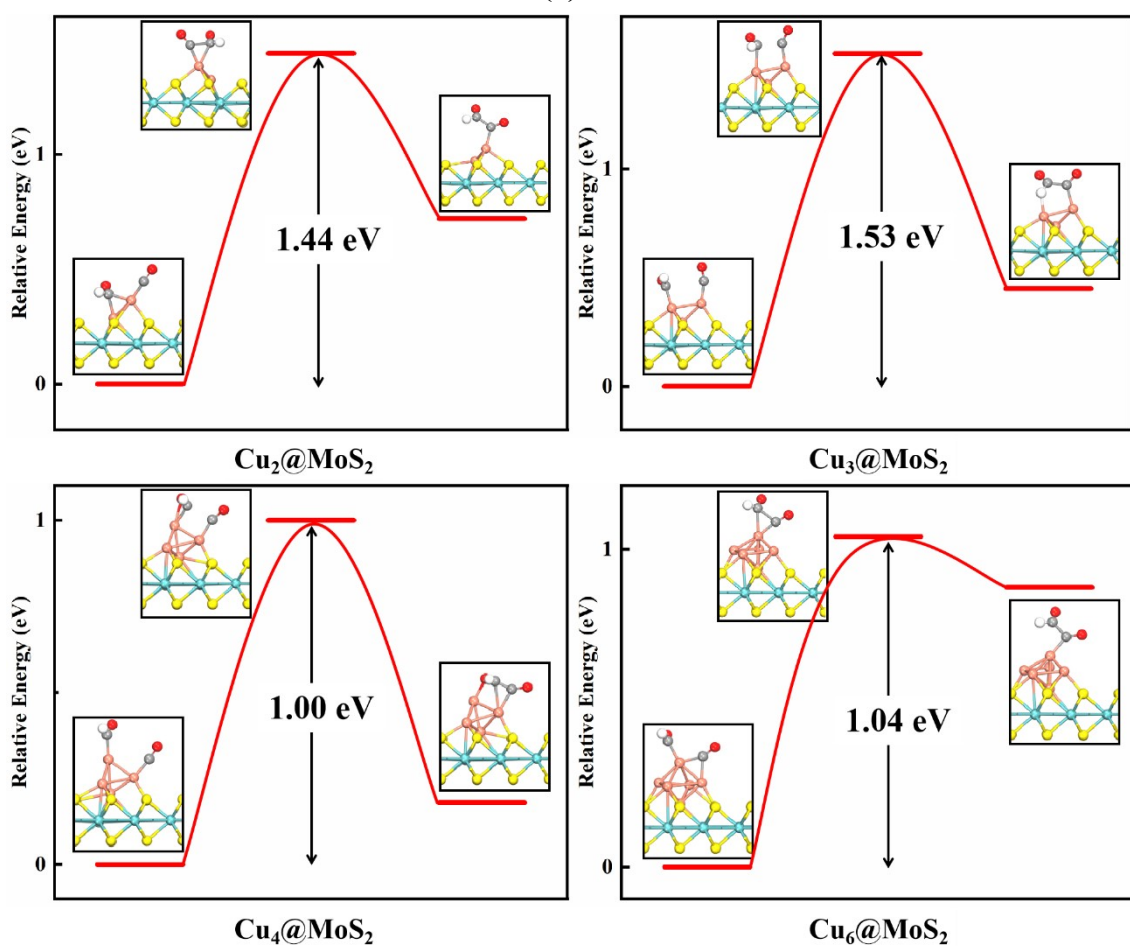 Relative Energy (eV)
1
0
1.44 eV
Cu₂@MoS₂
Relative Energy (eV)
1
0
1.53 eV
Cu₃@MoS₂
Relative Energy (eV)
1
0
1.00 eV
Cu₄@MoS₂
Relative Energy (eV)
1
0
1.04 eV
Cu₆@MoS₂